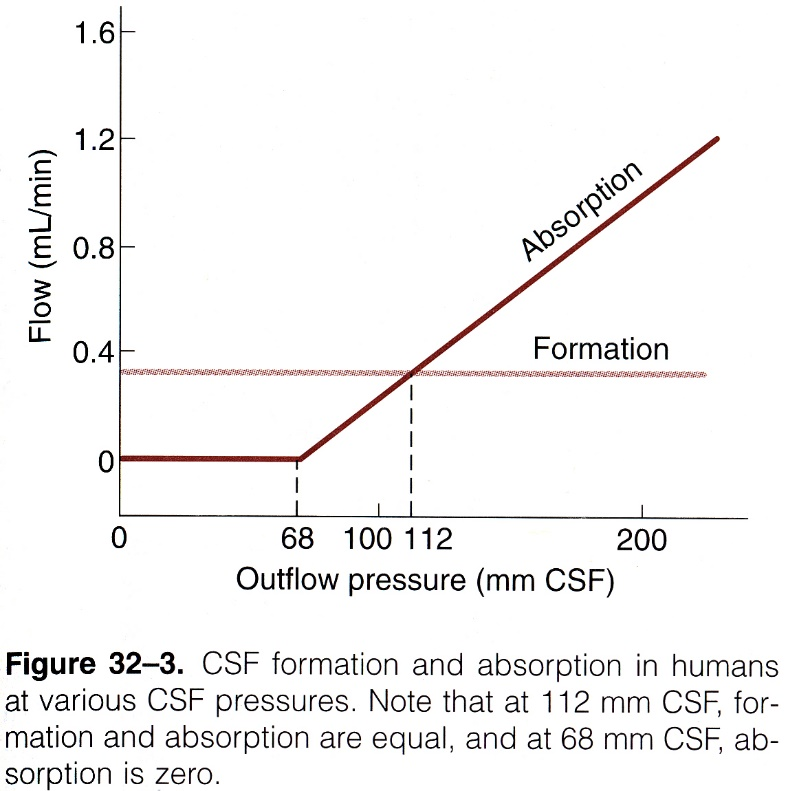 1.6
1.2
0.8
0.4
0
Flow (mL/min)
Absorption
Formation
0 68 100 112 200
Outflow pressure (mm CSF)
Figure 32–3. CSF formation and absorption in humans
at various CSF pressures. Note that at 112 mm CSF, for-
mation and absorption are equal, and at 68 mm CSF, ab-
sorption is zero.